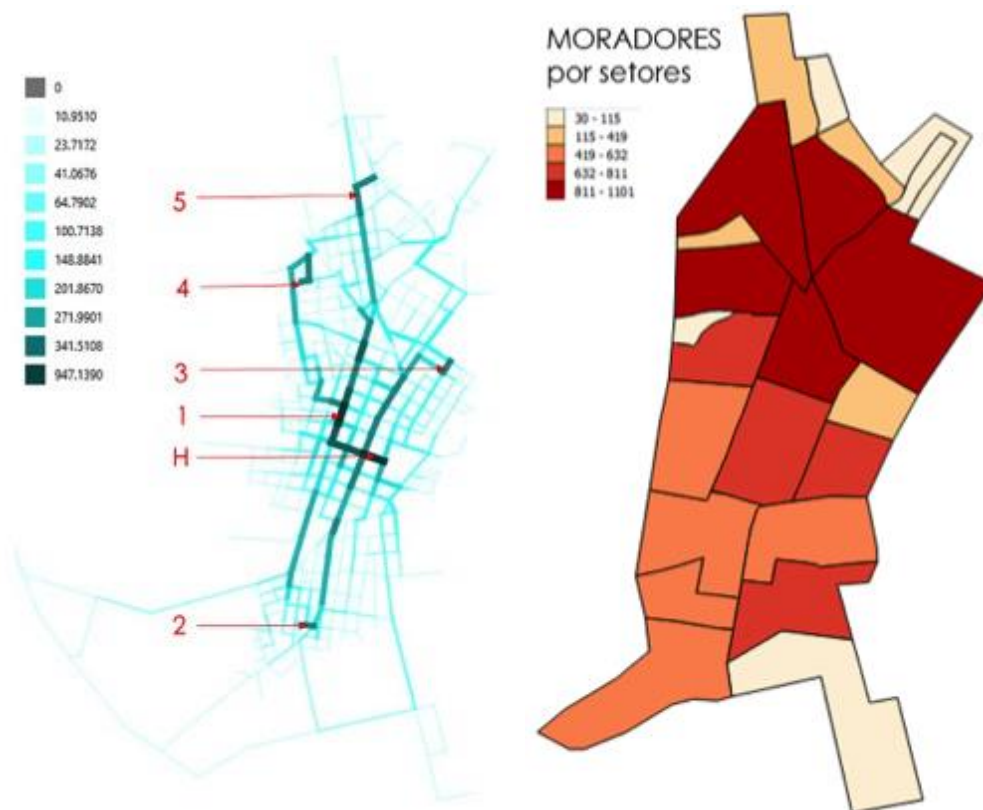 0
10.9510
23.7172
41.0676
64.7902
100.7138
148.8841
201.8670
271.9901
341.5108
947.1390
5
4
3
1
H
2
MORADORES
por setores
30 - 115
115 - 419
419 - 632
632 - 811
811 - 1101